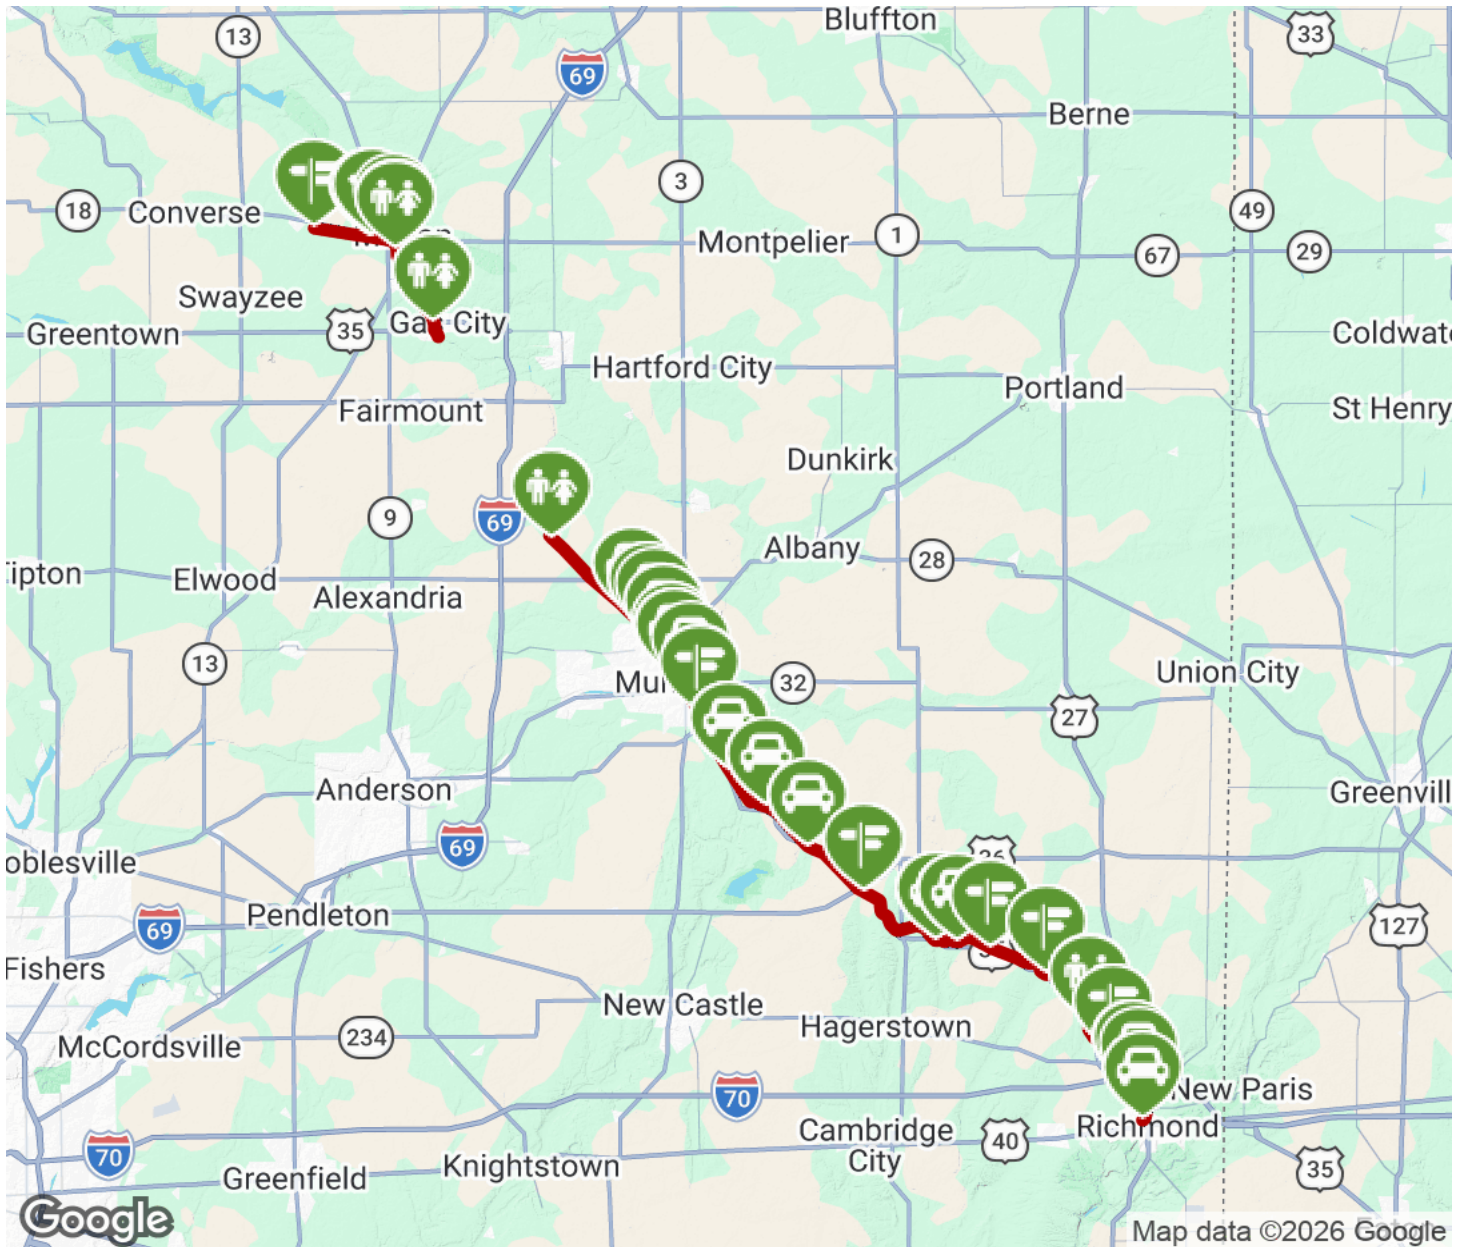 Bluffton
13
33
69
Berne
3
18
Converse
49
1
Montpelier
67
29
Swayzee
Greentown
35
Gas City
Coldwat
Hartford City
Portland
Fairmount
St Henry
Dunkirk
9
69
Albany
28
ipton
Elwood
Alexandria
13
Union City
32
27
Anderson
Greenvill
69
oblesville
Pendleton
69
127
Fishers
New Castle
Hagerstown
234
McCordsville
70
New Paris
Richmond
Cambridge
City
40
70
Knightstown
Greenfield
35
Google
Map data ©2026 Google